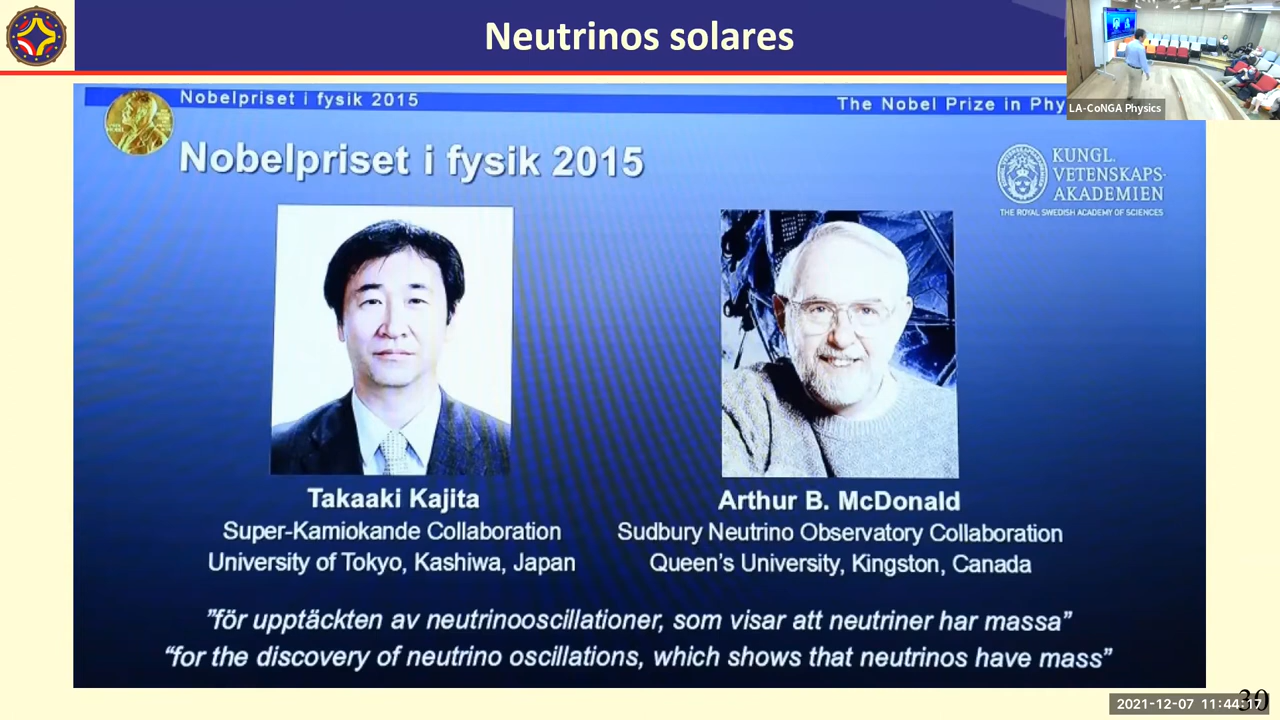 Neutrinos solares
LA-CoNGA Physics
Nobelpriset i fysik 2015
The Nobel Prize in
Nobelpriset i fysik 2015
KUNGL.
VETENSKAPS-
AKADEMIEN
THE ROYAL SWEDISH ACADEMY OF SCIENCES
Takaaki Kajita
Super-Kamiokande Collaboration
University of Tokyo, Kashiwa, Japan
Arthur B. McDonald
Sudbury Neutrino Observatory Collaboration
Queen's University, Kingston, Canada
”för upptäckten av neutrinooscillationer, som visar att neutriner har massa”
“for the discovery of neutrino oscillations, which shows that neutrinos have mass”
2021-12-07 11:44:17
30